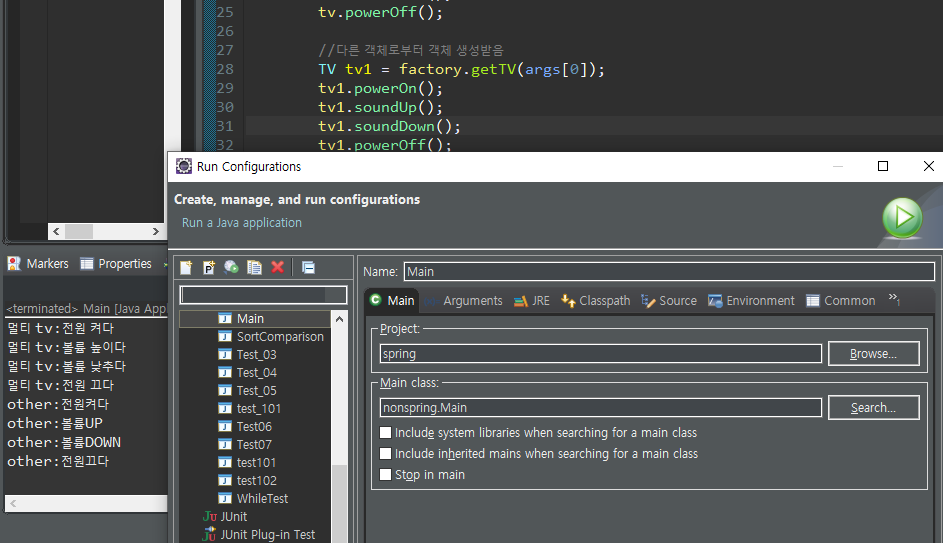 25 tv.powerOff();
26
27 //다른 객체로부터 객체 생성받음
28 TV tv1 = factory.getTV(args[0]);
29 tv1.powerOn();
30 tv1.soundUp();
31 tv1.soundDown();
32 tv1.powerOff();
Markers Properties
<terminated> Main [Java Appl
멀티 tv:전원 켜다
멀티 tv:볼륨 높이다
멀티 tv:볼륨 낮추다
멀티 tv:전원 끄다
other:전원켜다
other:볼륨UP
other:볼륨DOWN
other:전원끄다
Run Configurations
Create, manage, and run configurations
Run a Java application
Main
SortComparison
Test_03
Test_04
Test_05
test_101
Test06
Test07
test101
test102
WhileTest
JUnit
JUnit Plug-in Test
Name: Main
Main Arguments JRE Classpath Source Environment Common »1
Project:
spring Browse...
Main class:
nonspring.Main Search...
Include system libraries when searching for a main class
Include inherited mains when searching for a main class
Stop in main